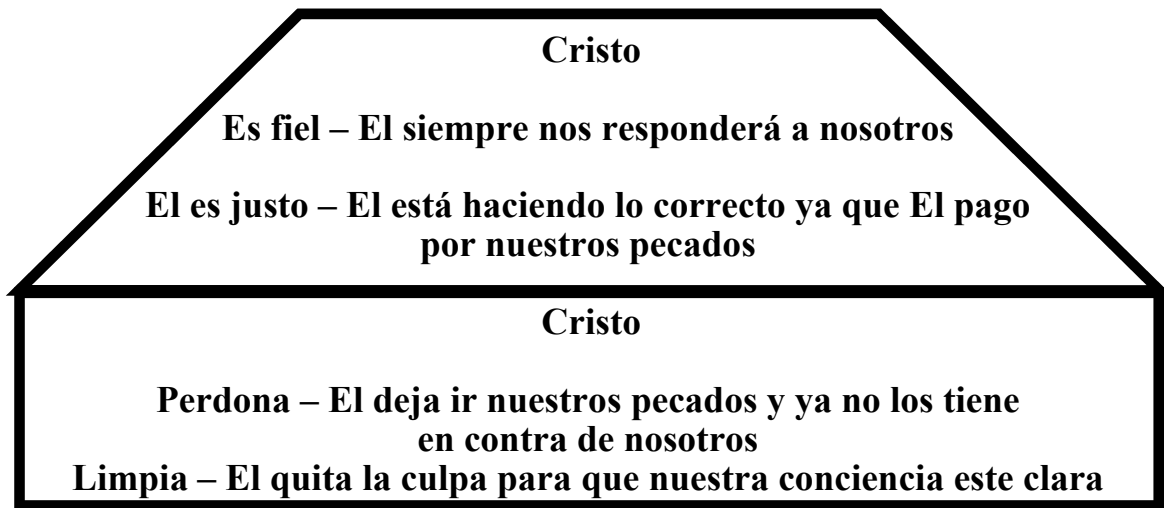 Cristo
Es fiel – El siempre nos responderá a nosotros
El es justo – El está haciendo lo correcto ya que El pago
por nuestros pecados
Cristo
Perdona – El deja ir nuestros pecados y ya no los tiene
en contra de nosotros
Limpia – El quita la culpa para que nuestra conciencia este clara